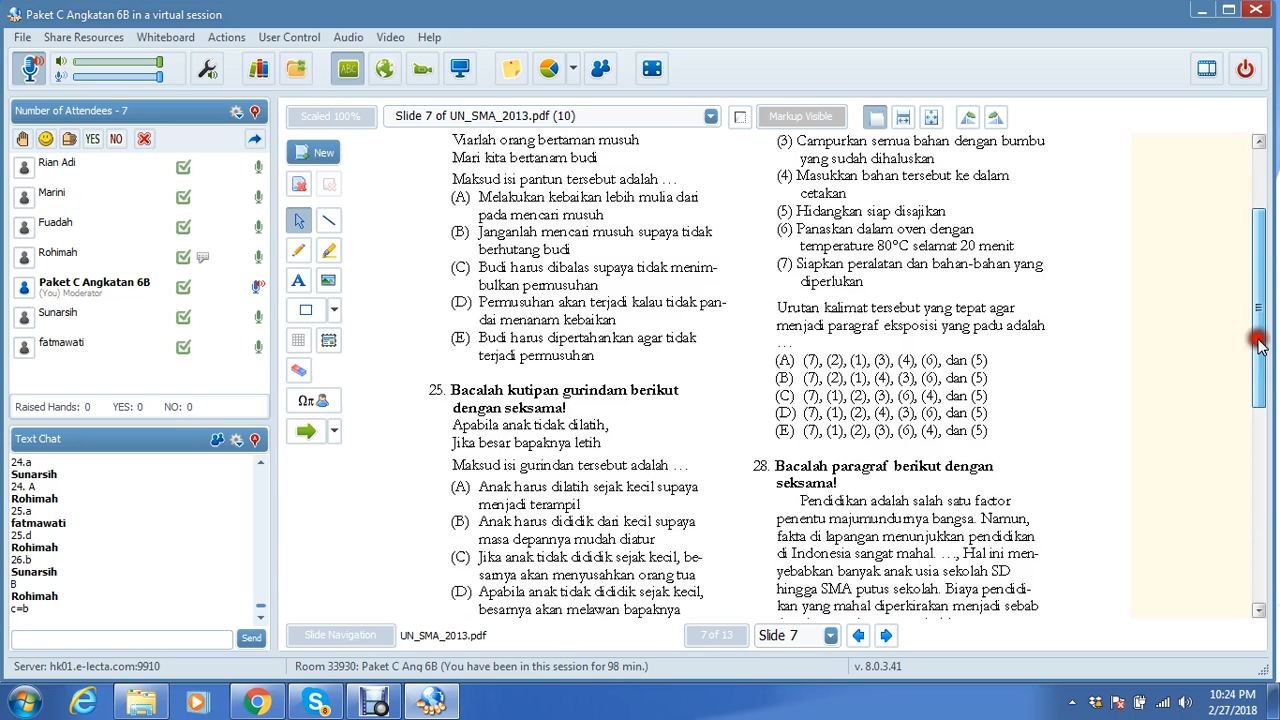 Paket C Angkatan 6B in a virtual session
File Share Resources Whiteboard Actions User Control Audio Video Help
ABC
Number of Attendees - 7
YES NO
Rian Adi
Marini
Fuadah
Rohimah
Paket C Angkatan 6B
(You) Moderator
Sunarsih
fatmawati
Raised Hands: 0 YES: 0 NO: 0
Text Chat
24.a
Sunarsih
24. A
Rohimah
25.a
fatmawati
25.d
Rohimah
26.b
Sunarsih
B
Rohimah
c=b
Send
Scaled 100%
Slide 7 of UN_SMA_2013.pdf (10)
Markup Visible
New
A
Ωπ
Viarlah orang bertaman musuh
Mari kita bertanam budi
Maksud isi pantun tersebut adalah …
(A) Melakukan kebaikan lebih mulia dari
pada mencari musuh
(B) Janganlah mencari musuh supaya tidak
berhutang budi
(C) Budi harus dibalas supaya tidak menim-
bulkan permusuhan
(D) Permusuhan akan terjadi kalau tidak pan-
dai menanam kebaikan
(E) Budi harus dipertahankan agar tidak
terjadi permusuhan
25. Bacalah kutipan gurindam berikut
dengan seksama!
Apabila anak tidak dilatih,
Jika besar bapaknya letih
Maksud isi gurindan tersebut adalah …
(A) Anak harus dilatih sejak kecil supaya
menjadi terampil
(B) Anak harus dididik dari kecil supaya
masa depannya mudah diatur
(C) Jika anak tidak dididik sejak kecil, be-
sarnya akan menyusahkan orang tua
(D) Apabila anak tidak dididik sejak kecil,
besarnya akan melawan bapaknya
(3) Campurkan semua bahan dengan bumbu
yang sudah dihaluskan
(4) Masukkan bahan tersebut ke dalam
cetakan
(5) Hidangkan siap disajikan
(6) Panaskan dalam oven dengan
temperature 80°C selamat 20 menit
(7) Siapkan peralatan dan bahan-bahan yang
diperlukan
Urutan kalimat tersebut yang tepat agar
menjadi paragraf eksposisi yang padu adalah
…
(A) (7), (2), (1), (3), (4), (6), dan (5)
(B) (7), (2), (1), (4), (3), (6), dan (5)
(C) (7), (1), (2), (3), (4), (6), dan (5)
(D) (7), (1), (2), (4), (3), (6), dan (5)
(E) (7), (1), (2), (3), (6), (4), dan (5)
28. Bacalah paragraf berikut dengan
seksama!
Pendidikan adalah salah satu factor
penentu majumundurnya bangsa. Namun,
fakta di lapangan menunjukkan pendidikan
di Indonesia sangat mahal. …, Hal ini men-
yebabkan banyak anak usia sekolah SD
hingga SMA putus sekolah. Biaya pendidi-
kan yang mahal diperkirakan menjadi sebab
Slide Navigation
UN_SMA_2013.pdf
7 of 13
Slide 7
Server: hk01.e-lecta.com:9910
Room 33930: Paket C Ang 6B (You have been in this session for 98 min.)
v. 8.0.3.41
10:24 PM
2/27/2018